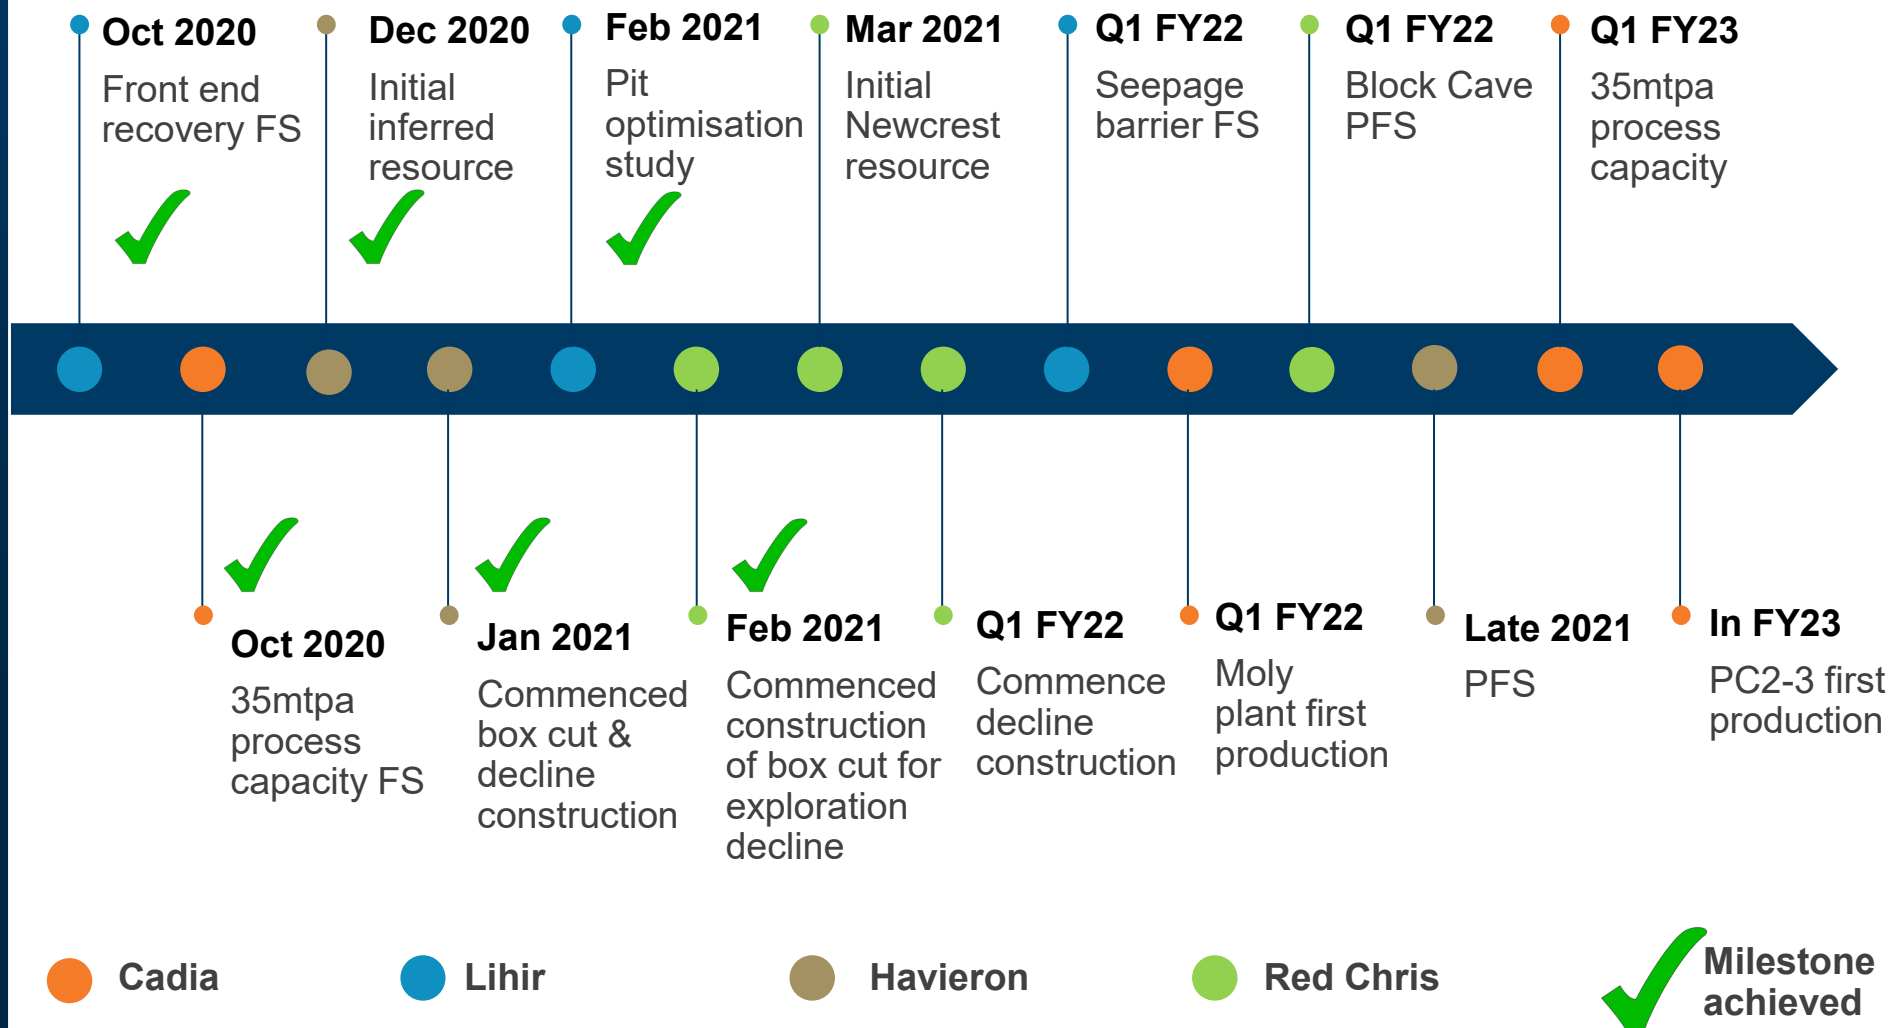 Oct 2020
Front end
recovery FS
Dec 2020
Initial
inferred
resource
Feb 2021
Pit
optimisation
study
Mar 2021
Initial
Newcrest
resource
Q1 FY22
Seepage
barrier FS
Q1 FY22
Block Cave
PFS
Q1 FY23
35mtpa
process
capacity
Oct 2020
35mtpa
process
capacity FS
Jan 2021
Commenced
box cut &
decline
construction
Feb 2021
Commenced
construction
of box cut for
exploration
decline
Q1 FY22
Commence
decline
construction
Q1 FY22
Moly
plant first
production
Late 2021
PFS
In FY23
PC2-3 first
production
Cadia
Lihir
Havieron
Red Chris
Milestone
achieved